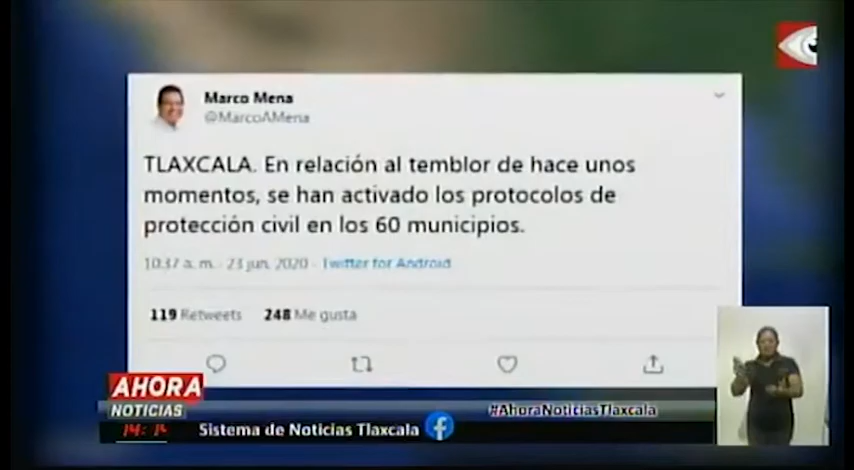 Marco Mena
@MarcoAMena
TLAXCALA. En relación al temblor de hace unos
momentos, se han activado los protocolos de
protección civil en los 60 municipios.
10:37 a. m. · 23 jun. 2020 · Twitter for Android
119 Retweets 248 Me gusta
AHORA
NOTICIAS
#AhoraNoticiasTlaxcala
14:14
Sistema de Noticias Tlaxcala